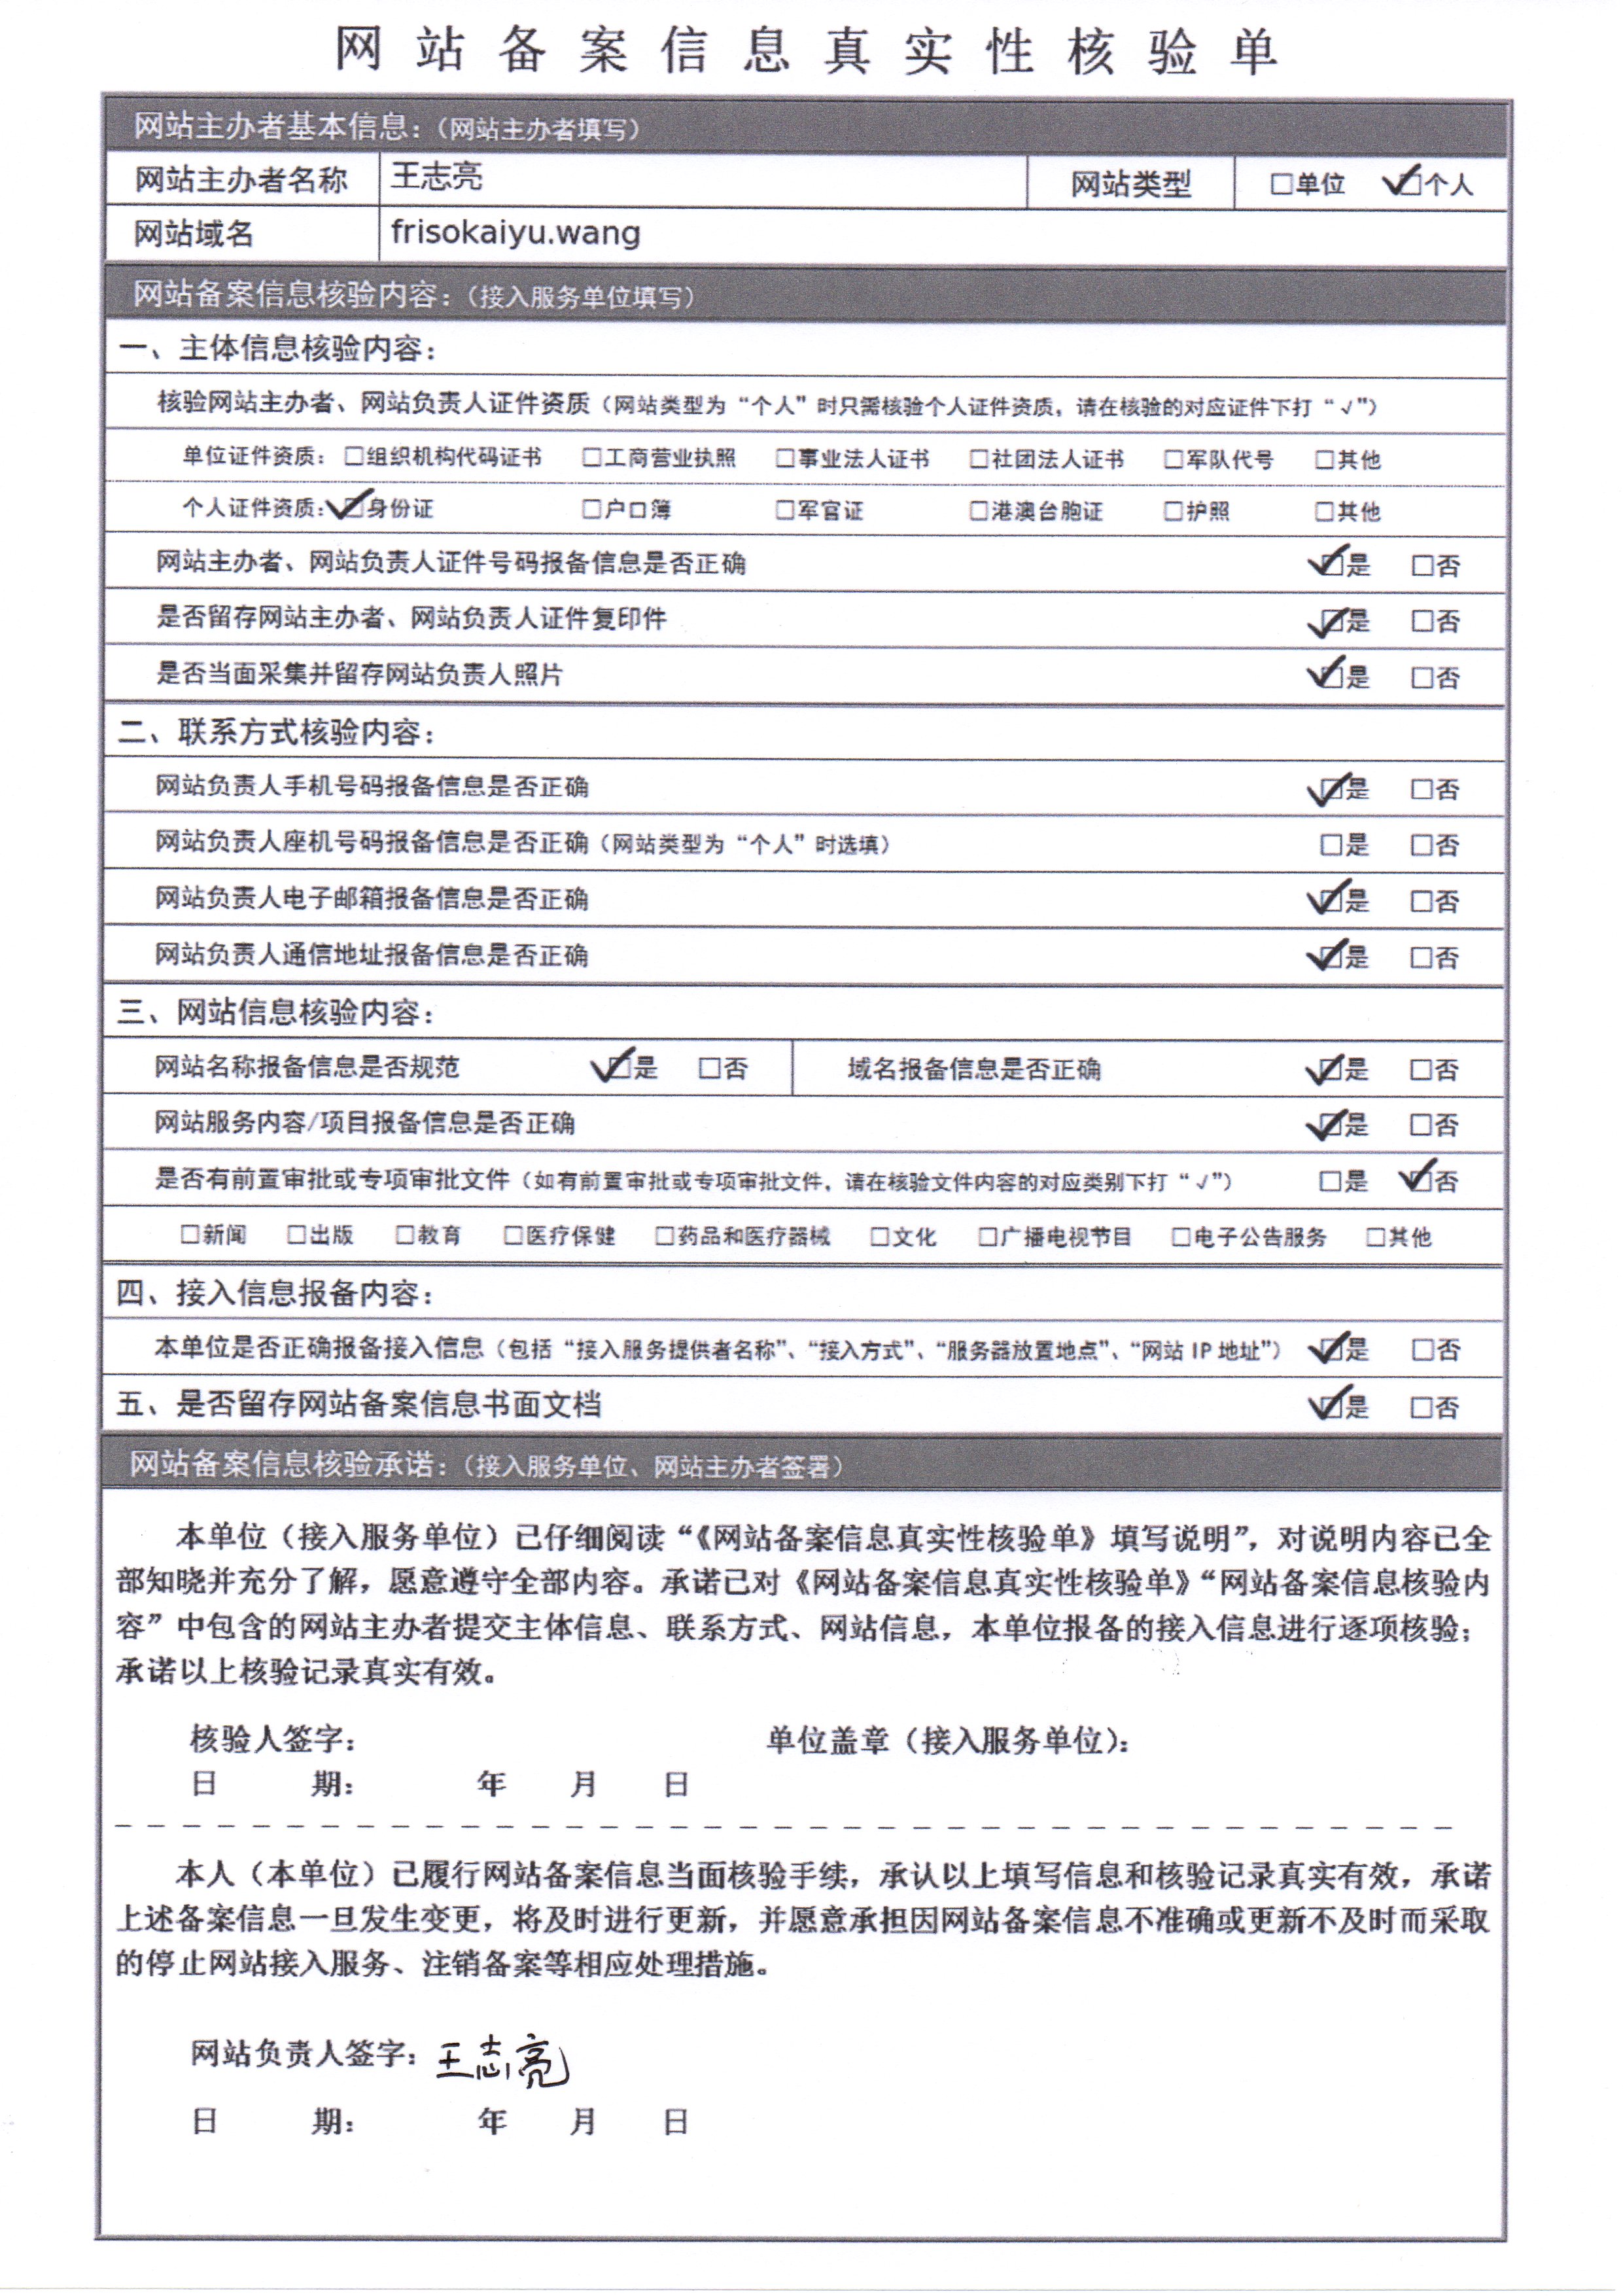 网站备案信息真实性核验单
网站主办者基本信息：（网站主办者填写）
网站主办者名称 王志亮 网站类型 □单位 ☑个人
网站域名 frisokaiyu.wang
网站备案信息核验内容：（接入服务单位填写）
一、主体信息核验内容：
核验网站主办者、网站负责人证件资质（网站类型为“个人”时只需核验个人证件资质，请在核验的对应证件下打“√”）
单位证件资质： □组织机构代码证书 □工商营业执照 □事业法人证书 □社团法人证书 □军队代号 □其他
个人证件资质： ☑身份证 □户口簿 □军官证 □港澳台胞证 □护照 □其他
网站主办者、网站负责人证件号码报备信息是否正确 ☑是 □否
是否留存网站主办者、网站负责人证件复印件 ☑是 □否
是否当面采集并留存网站负责人照片 ☑是 □否
二、联系方式核验内容：
网站负责人手机号码报备信息是否正确 ☑是 □否
网站负责人座机号码报备信息是否正确（网站类型为“个人”时选填） □是 □否
网站负责人电子邮箱报备信息是否正确 ☑是 □否
网站负责人通信地址报备信息是否正确 ☑是 □否
三、网站信息核验内容：
网站名称报备信息是否规范 ☑是 □否 域名报备信息是否正确 ☑是 □否
网站服务内容/项目报备信息是否正确 ☑是 □否
是否有前置审批或专项审批文件（如有前置审批或专项审批文件，请在核验文件内容的对应类别下打“√”） □是 ☑否
□新闻 □出版 □教育 □医疗保健 □药品和医疗器械 □文化 □广播电视节目 □电子公告服务 □其他
四、接入信息报备内容：
本单位是否正确报备接入信息（包括“接入服务提供者名称”、“接入方式”、“服务器放置地点”、“网站 IP 地址”） ☑是 □否
五、是否留存网站备案信息书面文档 ☑是 □否
网站备案信息核验承诺：（接入服务单位、网站主办者签署）
本单位（接入服务单位）已仔细阅读“《网站备案信息真实性核验单》填写说明”，对说明内容已全
部知晓并充分了解，愿意遵守全部内容。承诺已对《网站备案信息真实性核验单》“网站备案信息核验内
容”中包含的网站主办者提交主体信息、联系方式、网站信息，本单位报备的接入信息进行逐项核验；
承诺以上核验记录真实有效。
核验人签字： 单位盖章（接入服务单位）：
日 期： 年 月 日
本人（本单位）已履行网站备案信息当面核验手续，承认以上填写信息和核验记录真实有效，承诺
上述备案信息一旦发生变更，将及时进行更新，并愿意承担因网站备案信息不准确或更新不及时而采取
的停止网站接入服务、注销备案等相应处理措施。
网站负责人签字：王志亮
日 期： 年 月 日